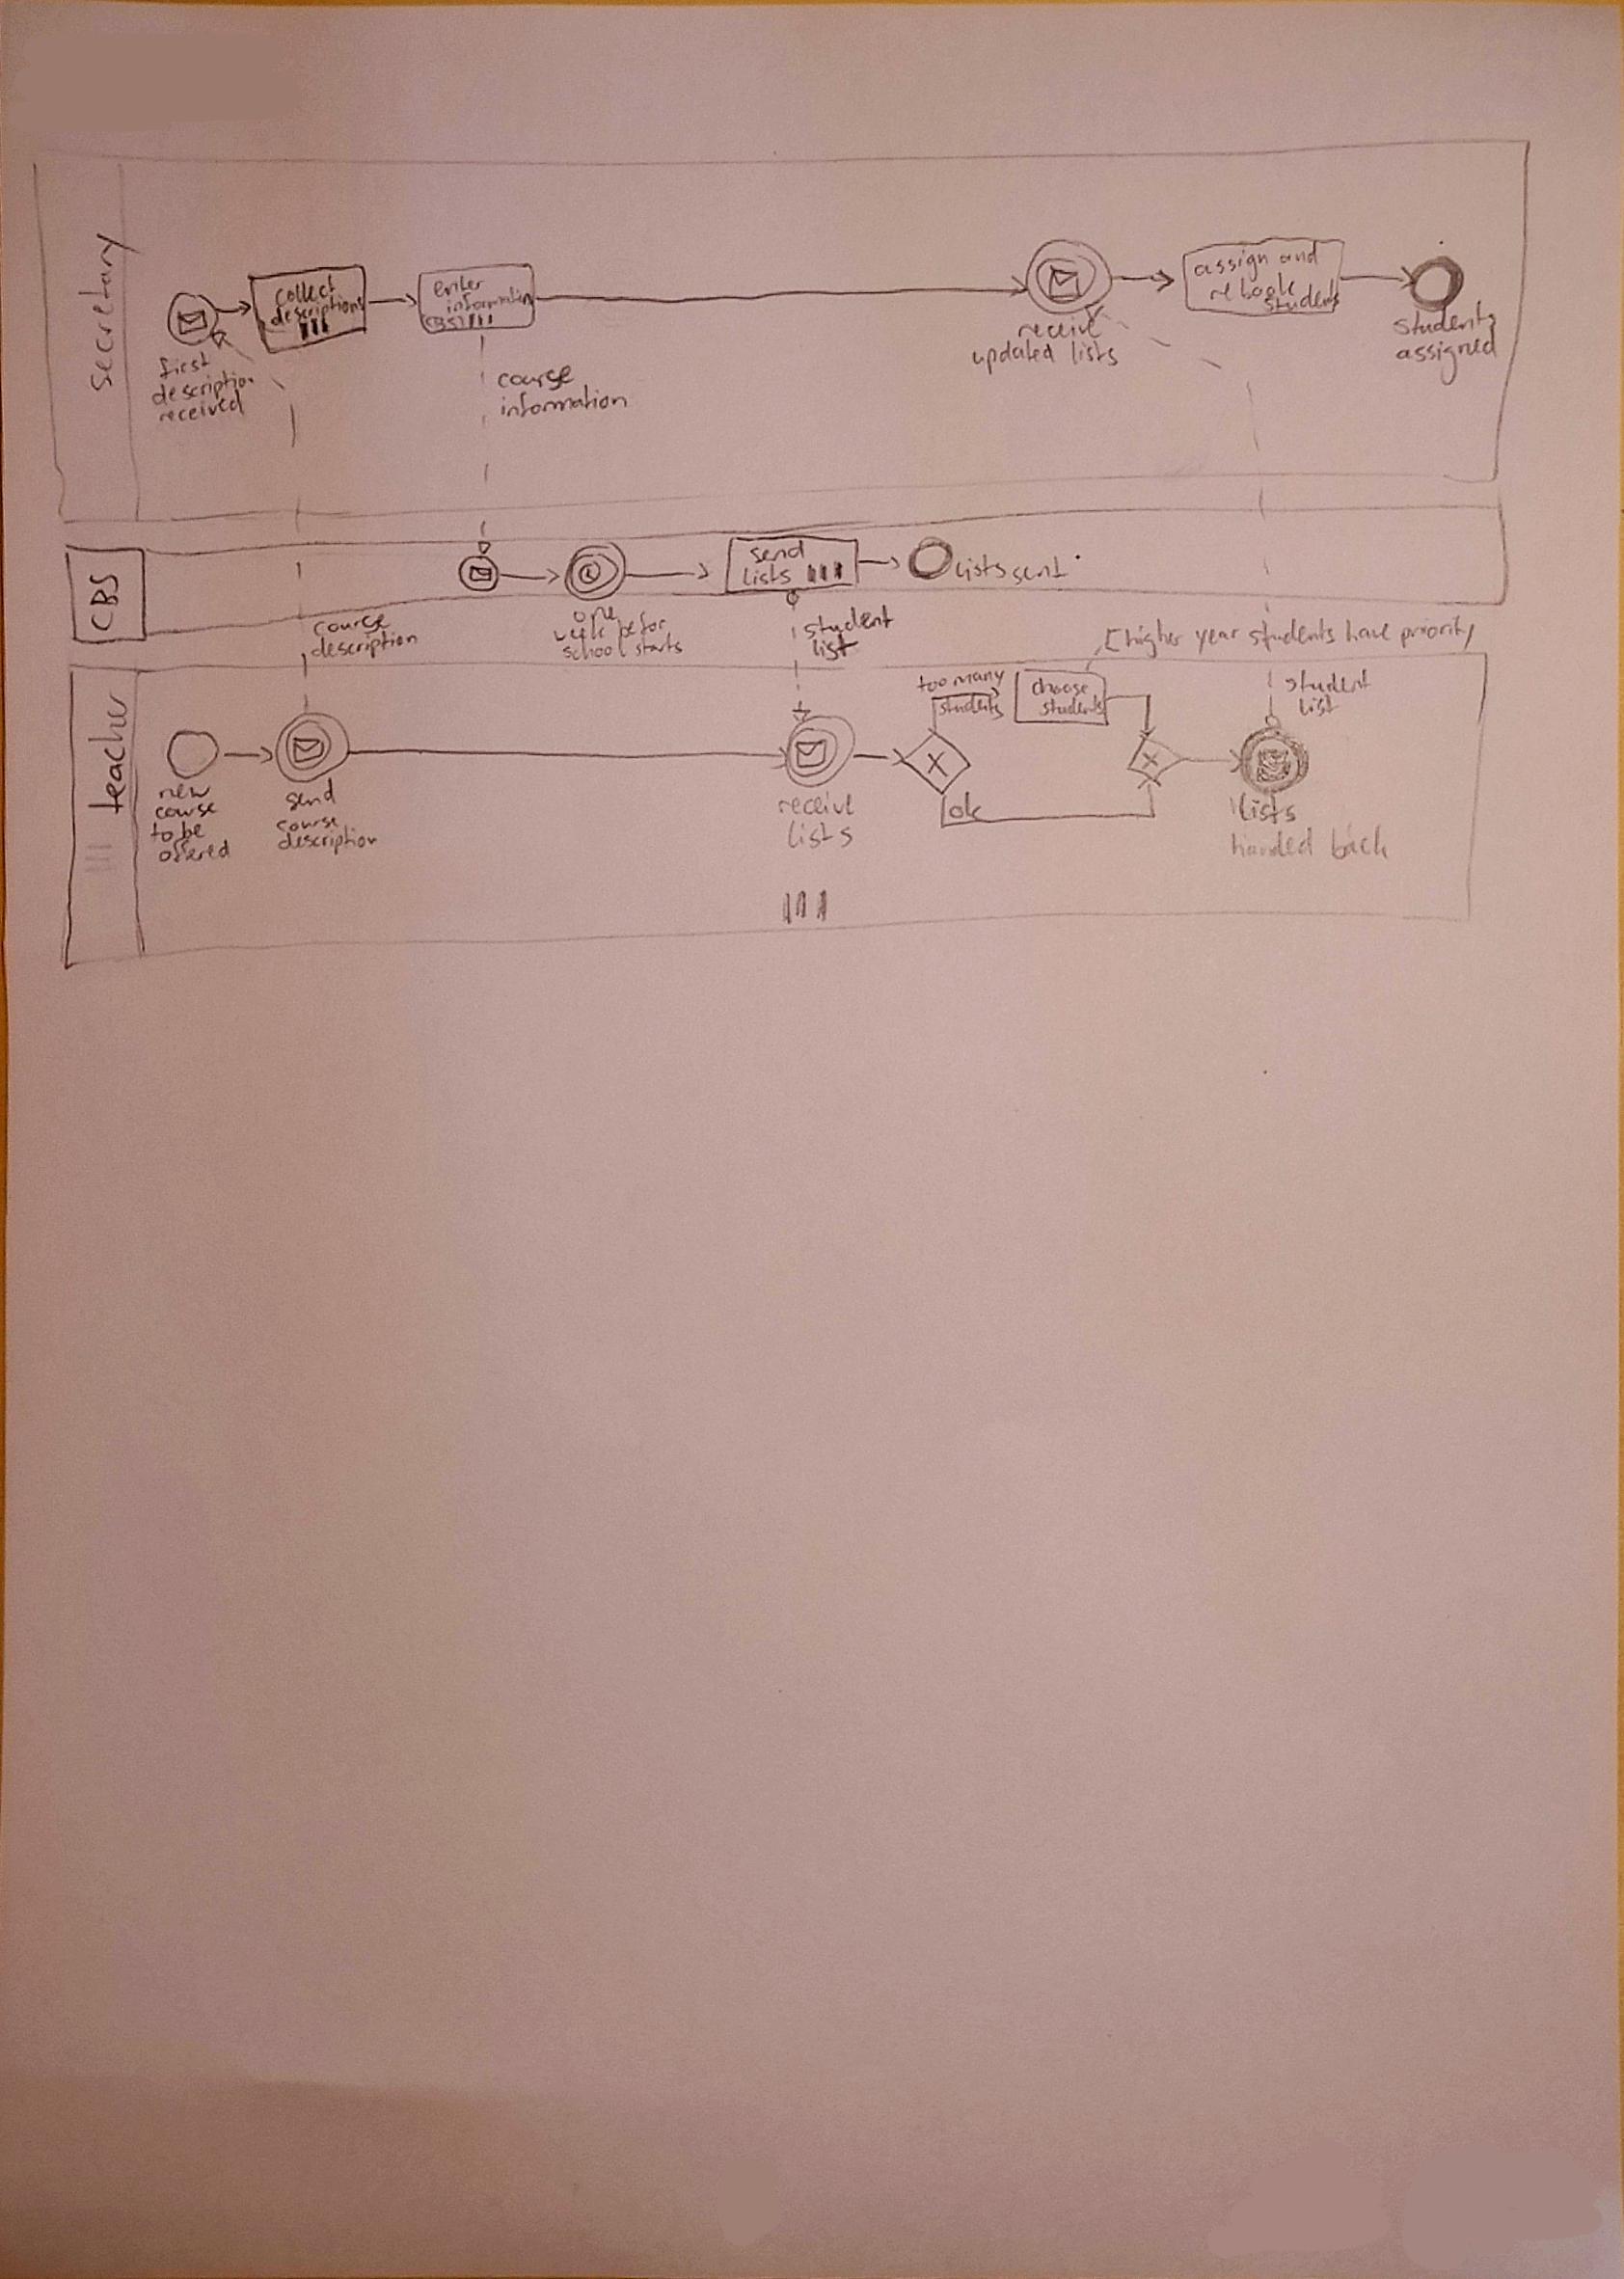 secretary
first
description
received
collect
descriptions
enter
information
course
information
receive
updated lists
assign and
rebook
students
students
assigned
CBS
one
week befor
school starts
send
lists
lists sent
course
description
student
list
[higher year students have priority
teacher
new
course
to be
offered
send
course
description
receive
lists
too many
students
choose
students
ok
X
X
student
list
lists
handed back